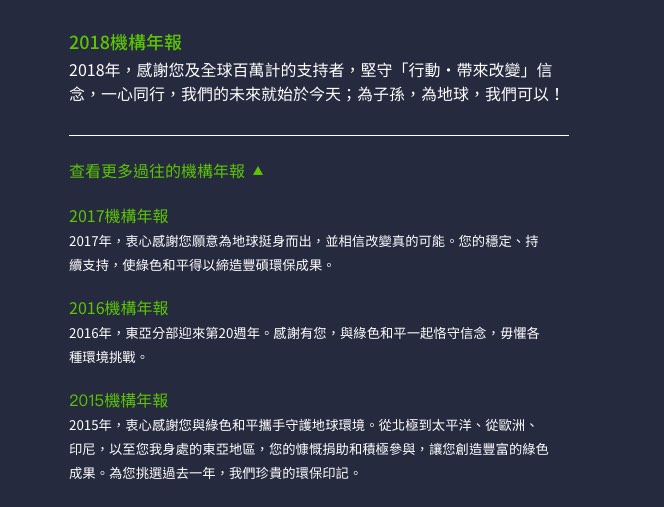 2018機構年報
2018年，感謝您及全球百萬計的支持者，堅守「行動・帶來改變」信
念，一心同行，我們的未來就始於今天；為子孫，為地球，我們可以！
查看更多過往的機構年報 ▲
2017機構年報
2017年，衷心感謝您願意為地球挺身而出，並相信改變真的可能。您的穩定、持
續支持，使綠色和平得以締造豐碩環保成果。
2016機構年報
2016年，東亞分部迎來第20週年。感謝有您，與綠色和平一起恪守信念，毋懼各
種環境挑戰。
2015機構年報
2015年，衷心感謝您與綠色和平攜手守護地球環境。從北極到太平洋、從歐洲、
印尼，以至您我身處的東亞地區，您的慷慨捐助和積極參與，讓您創造豐富的綠色
成果。為您挑選過去一年，我們珍貴的環保印記。